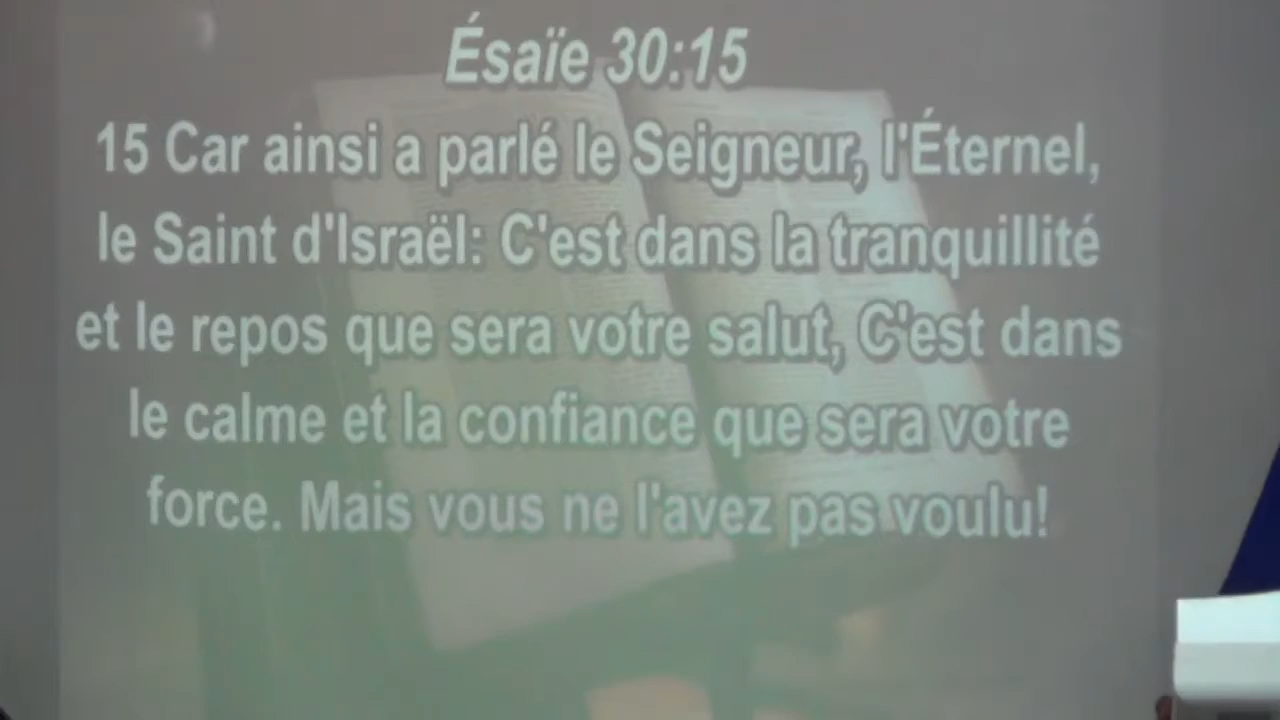 Ésaïe 30:15
15 Car ainsi a parlé le Seigneur, l'Éternel,
le Saint d'Israël: C'est dans la tranquillité
et le repos que sera votre salut, C'est dans
le calme et la confiance que sera votre
force. Mais vous ne l'avez pas voulu!